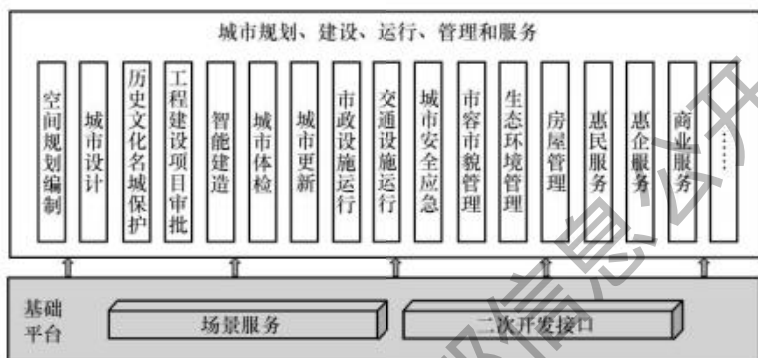 城市规划、建设、运行、管理和服务
空间规划编制
城市设计
历史文化名城保护
工程建设项目审批
智能建造
城市体检
城市更新
市政设施运行
交通设施运行
城市安全应急
市容市貌管理
生态环境管理
房屋管理
惠民服务
惠企服务
商业服务
……
基础
平台
场景服务
二次开发接口
信息公开